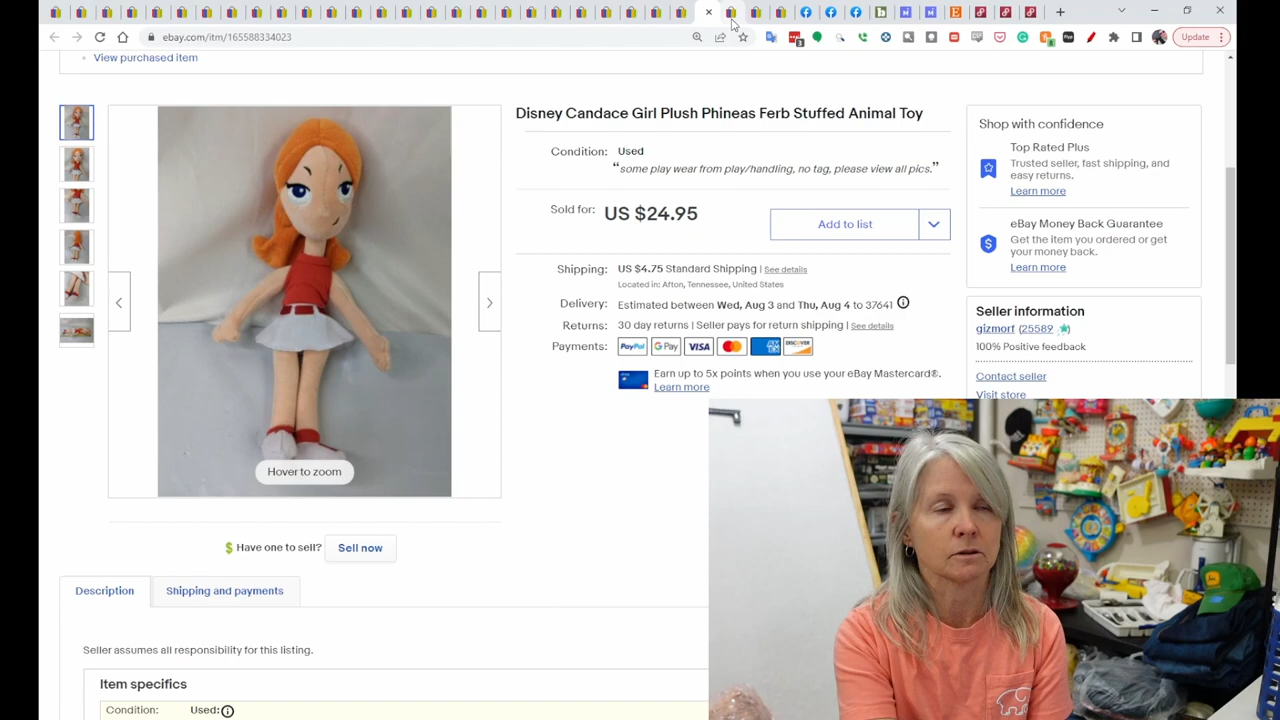 ebay.com/itm/165588334023
Update
View purchased item
Disney Candace Girl Plush Phineas Ferb Stuffed Animal Toy
Condition: Used
“some play wear from play/handling, no tag, please view all pics.”
Sold for: US $24.95
Add to list
Shipping: US $4.75 Standard Shipping | See details
Located in: Afton, Tennessee, United States
Delivery: Estimated between Wed, Aug 3 and Thu, Aug 4 to 37641
Returns: 30 day returns | Seller pays for return shipping | See details
Payments: PayPal G Pay VISA DISCOVER
Earn up to 5x points when you use your eBay Mastercard®.
Learn more
Shop with confidence
Top Rated Plus
Trusted seller, fast shipping, and
easy returns.
Learn more
eBay Money Back Guarantee
Get the item you ordered or get
your money back.
Learn more
Seller information
gizmorf (25589)
100% Positive feedback
Contact seller
Visit store
Hover to zoom
Have one to sell? Sell now
Description
Shipping and payments
Seller assumes all responsibility for this listing.
Item specifics
Condition: Used: